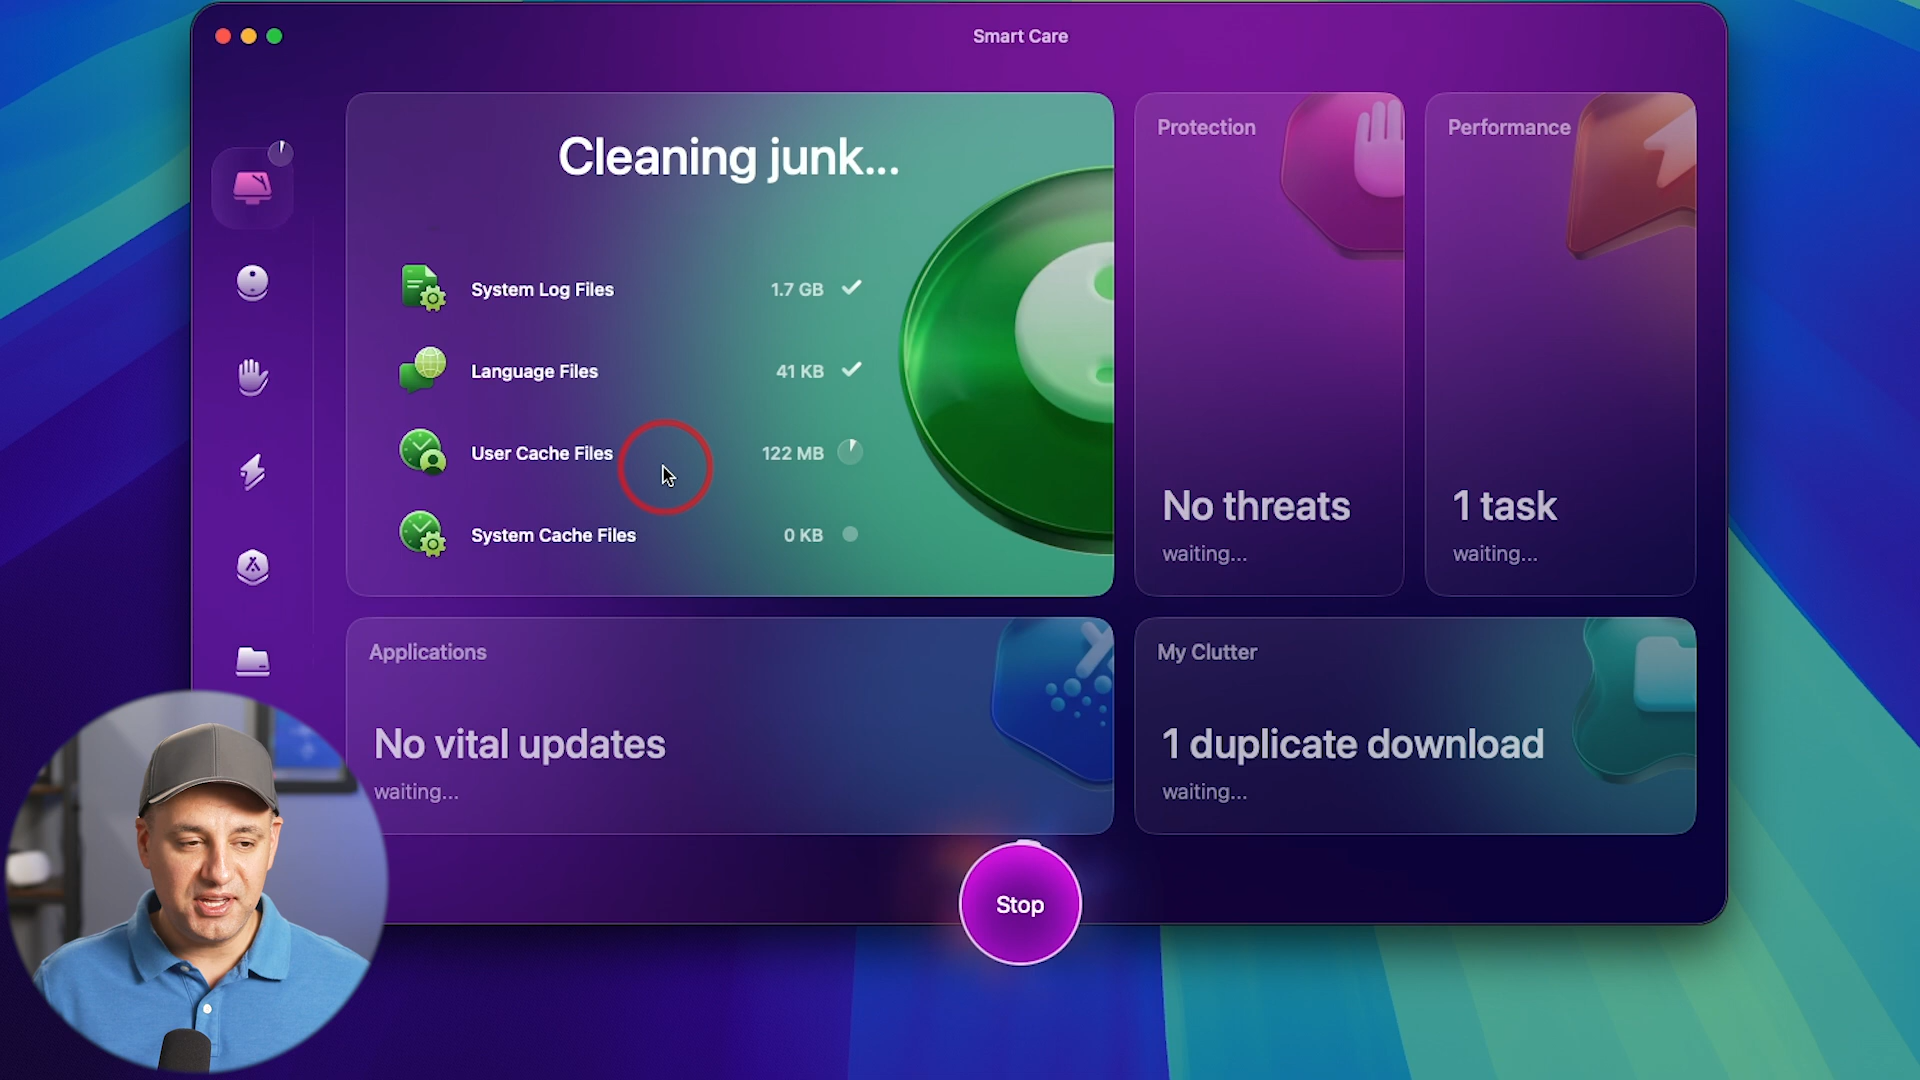 Smart Care
Cleaning junk...
System Log Files 1.7 GB
Language Files 41 KB
User Cache Files 122 MB
System Cache Files 0 KB
Protection
No threats
waiting...
Performance
1 task
waiting...
Applications
No vital updates
waiting...
My Clutter
1 duplicate download
waiting...
Stop